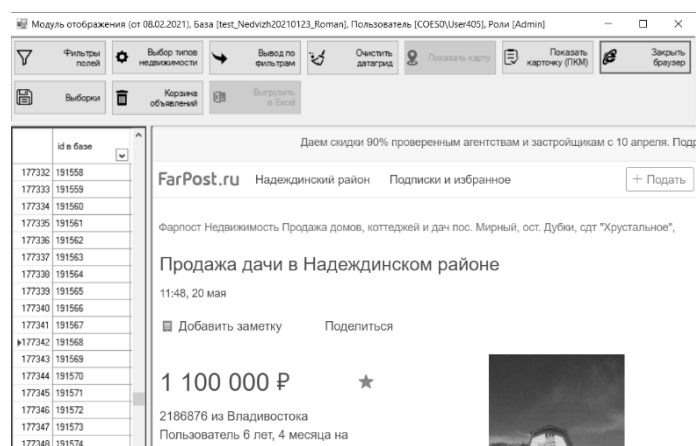 Модуль отображения (от 08.02.2021), База [test_Nedvizh20210123_Roman], Пользователь [COESO\User405], Роли [Admin]
Фильтры полей
Выбор типов недвижимости
Вывод по фильтрам
Очистить датагрид
Показать карту
Показать карточку (ПКМ)
Закрыть браузер
Выборки
Корзина объявлений
Выгрузить в Excel
id в базе
177332 191558
177333 191559
177334 191560
177335 191561
177336 191562
177337 191563
177338 191564
177339 191565
177340 191566
177341 191567
177342 191568
177343 191569
177344 191570
177345 191571
177346 191572
177347 191573
177348 191574
Даем скидки 90% проверенным агентствам и застройщикам с 10 апреля. Подр
FarPost.ru Надеждинский район Подписки и избранное + Подать
Фарпост Недвижимость Продажа домов, коттеджей и дач пос. Мирный, ост. Дубки, сдт "Хрустальное",
Продажа дачи в Надеждинском районе
11:48, 20 мая
Добавить заметку Поделиться
1 100 000 ₽
2186876 из Владивостока
Пользователь 6 лет, 4 месяца на